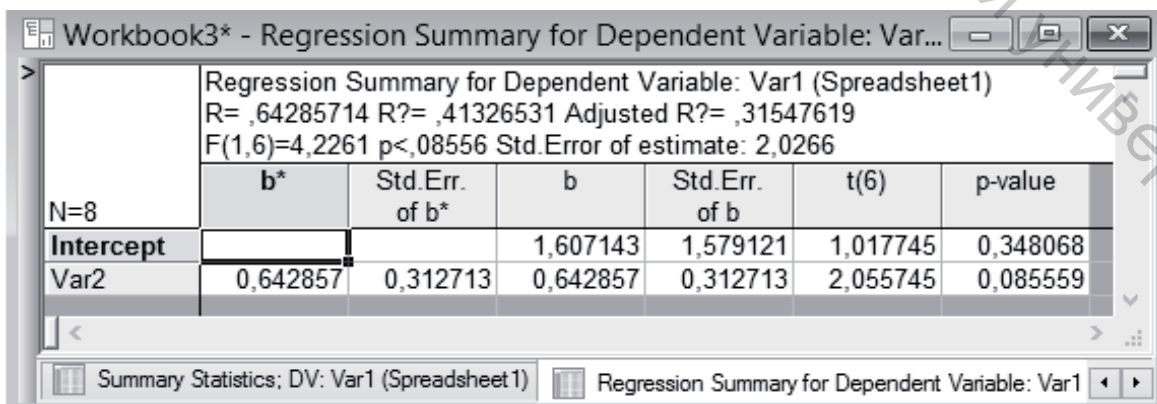 Workbook3* - Regression Summary for Dependent Variable: Var...
Regression Summary for Dependent Variable: Var1 (Spreadsheet1)
R= ,64285714 R?= ,41326531 Adjusted R?= ,31547619
F(1,6)=4,2261 p<,08556 Std.Error of estimate: 2,0266
N=8 b* Std.Err. of b* b Std.Err. of b t(6) p-value
Intercept 1,607143 1,579121 1,017745 0,348068
Var2 0,642857 0,312713 0,642857 0,312713 2,055745 0,085559
Summary Statistics; DV: Var1 (Spreadsheet1) Regression Summary for Dependent Variable: Var1